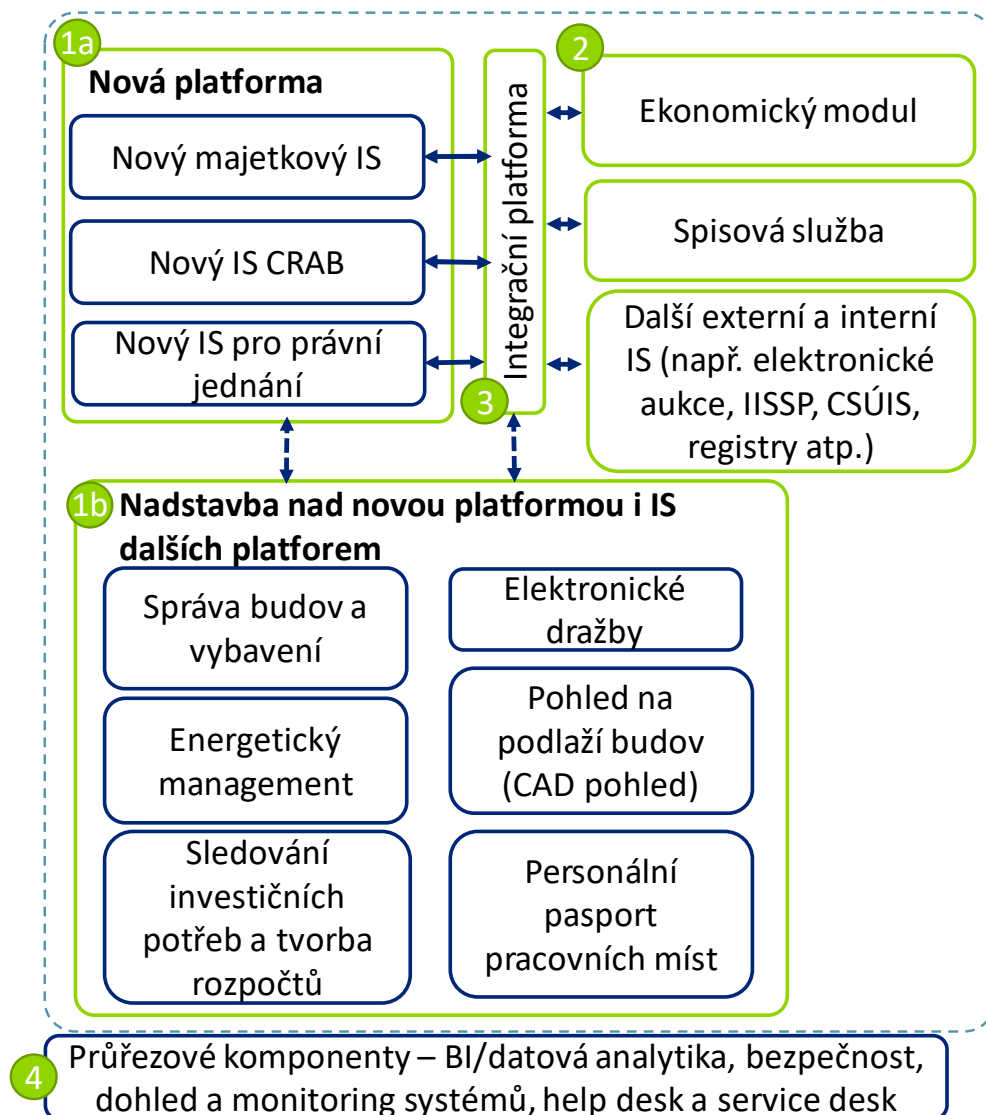 1a
Nová platforma
Nový majetkový IS
Nový IS CRAB
Nový IS pro právní
jednání
Integrační platforma
3
2
Ekonomický modul
Spisová služba
Další externí a interní
IS (např. elektronické
aukce, IISSP, CSÚIS,
registry atp.)
1b
Nadstavba nad novou platformou i IS
dalších platforem
Správa budov a
vybavení
Elektronické
dražby
Energetický
management
Pohled na
podlaží budov
(CAD pohled)
Sledování
investičních
potřeb a tvorba
rozpočtů
Personální
pasport
pracovních míst
4
Průřezové komponenty – BI/datová analytika, bezpečnost,
dohled a monitoring systémů, help desk a service desk